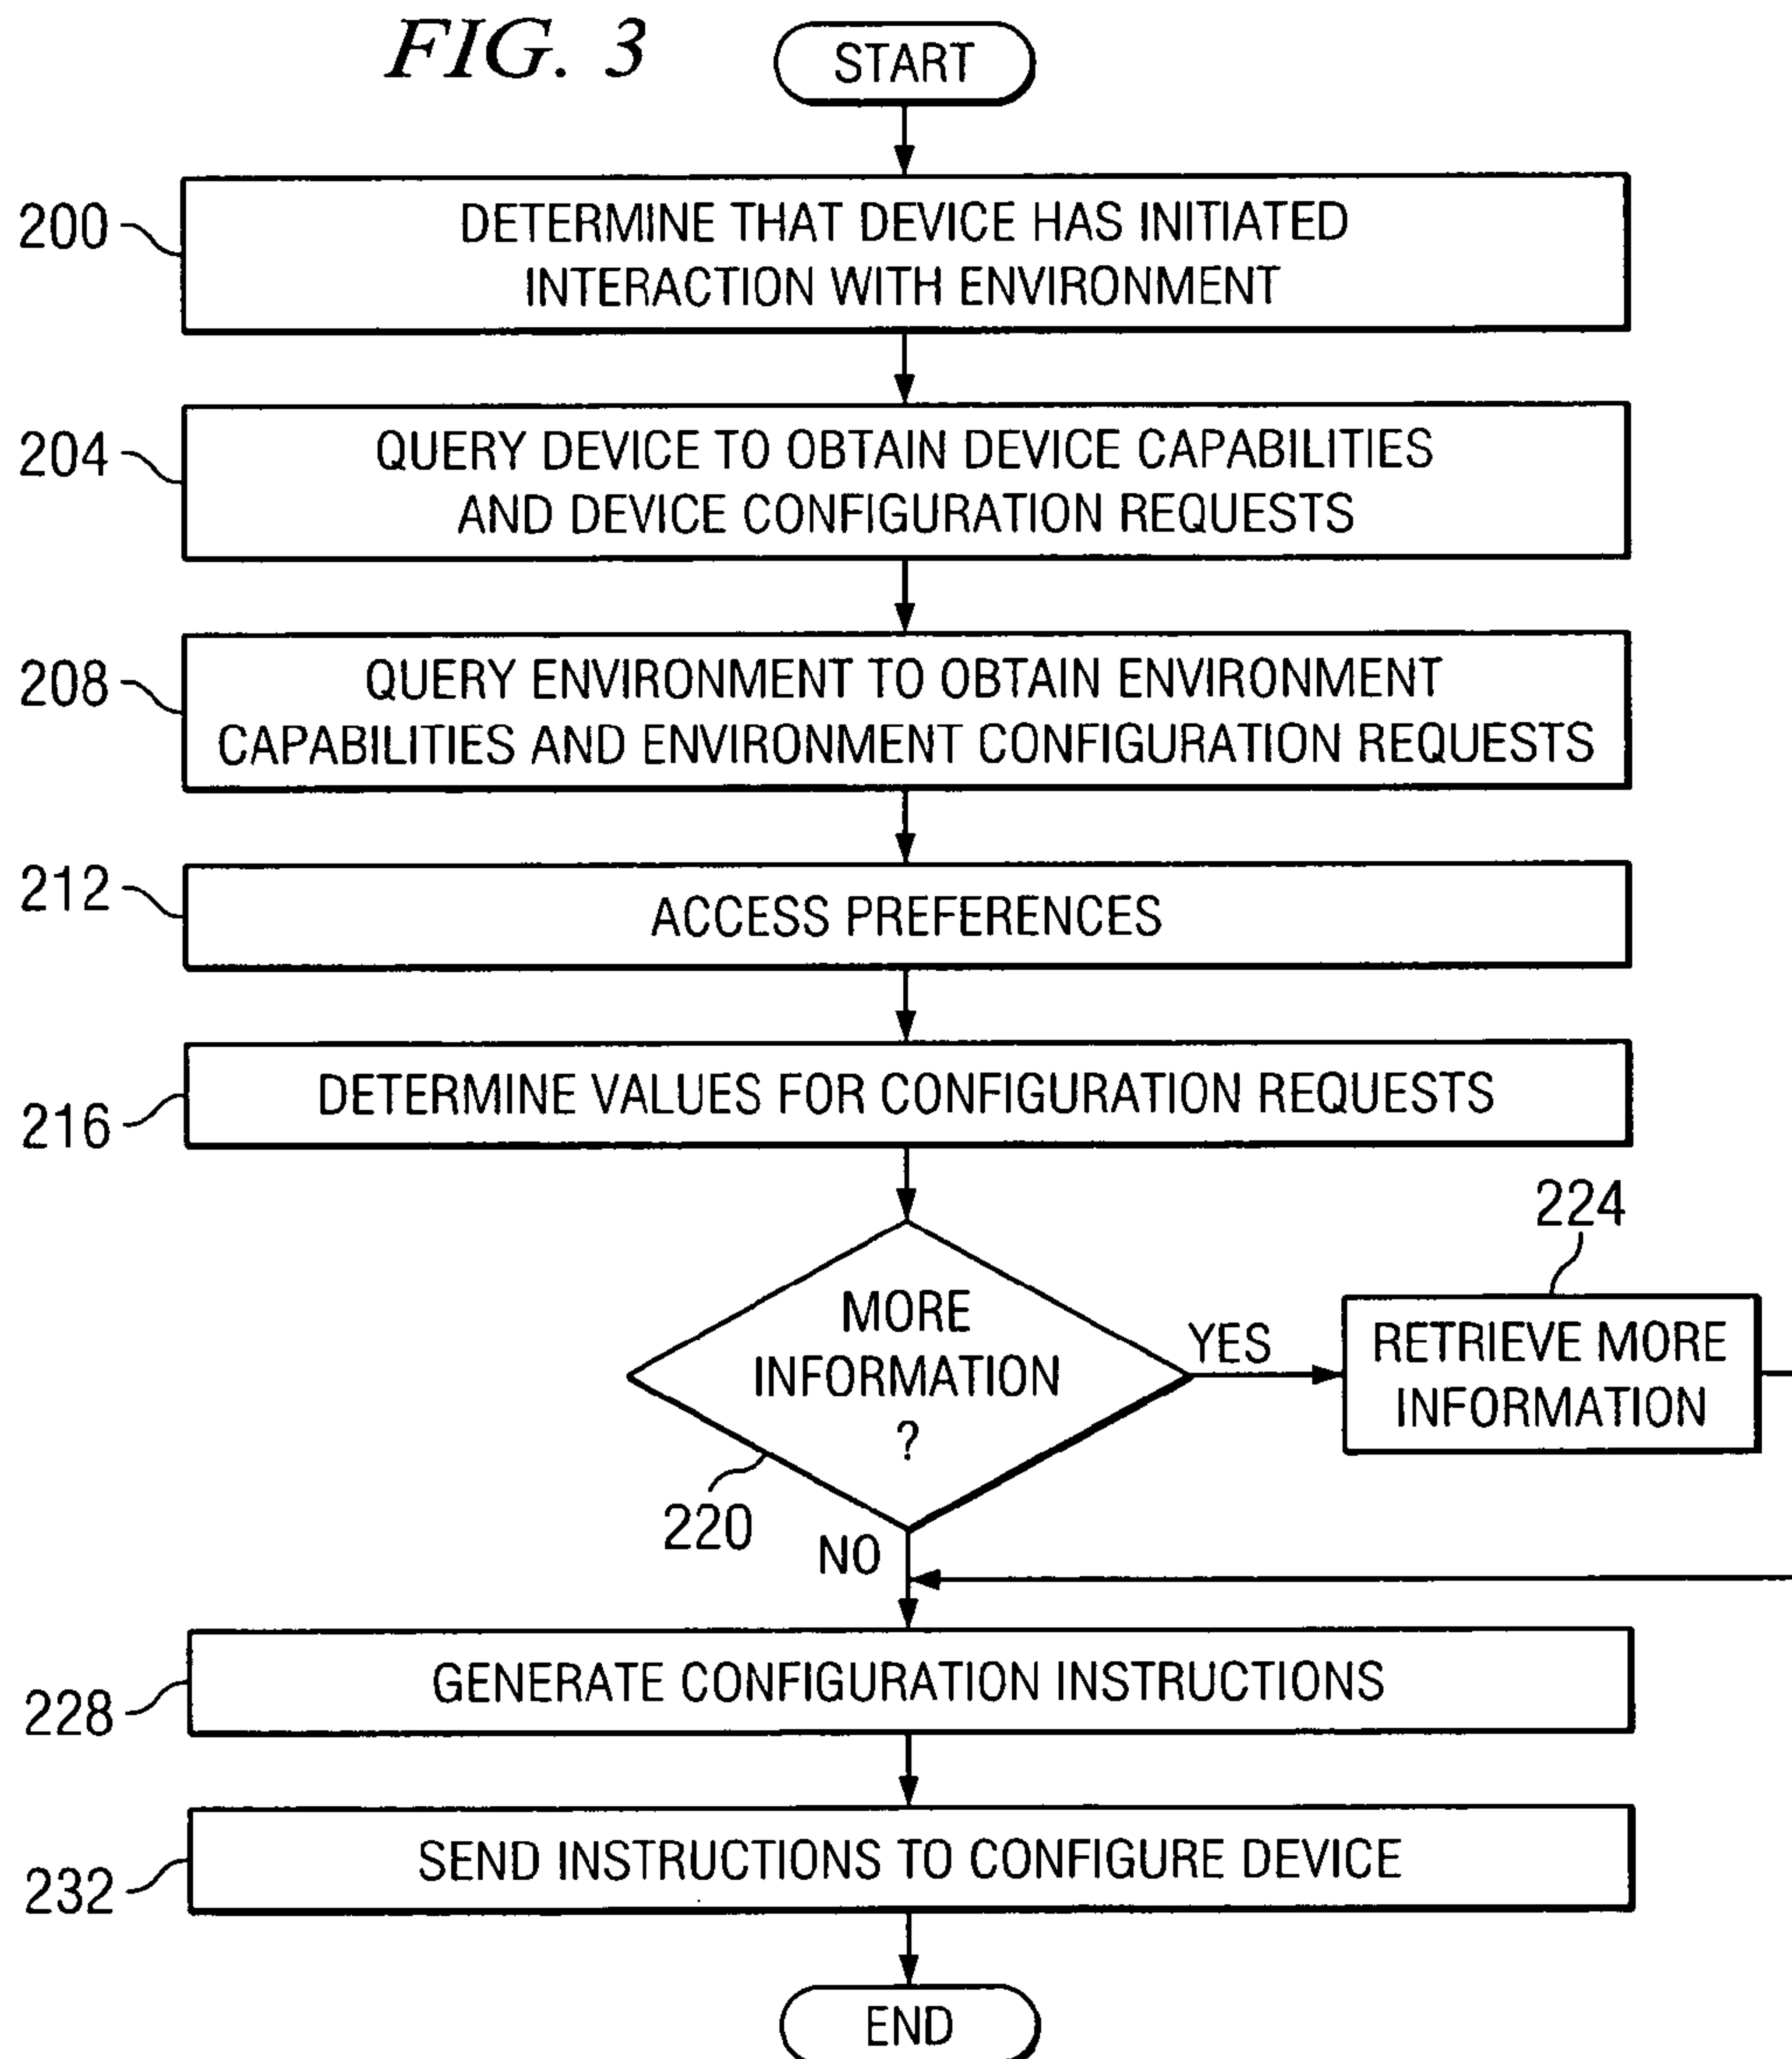 FIG. 3
START
200
DETERMINE THAT DEVICE HAS INITIATED
INTERACTION WITH ENVIRONMENT
204
QUERY DEVICE TO OBTAIN DEVICE CAPABILITIES
AND DEVICE CONFIGURATION REQUESTS
208
QUERY ENVIRONMENT TO OBTAIN ENVIRONMENT
CAPABILITIES AND ENVIRONMENT CONFIGURATION REQUESTS
212
ACCESS PREFERENCES
216
DETERMINE VALUES FOR CONFIGURATION REQUESTS
MORE
INFORMATION
?
220
YES
224
RETRIEVE MORE
INFORMATION
NO
228
GENERATE CONFIGURATION INSTRUCTIONS
232
SEND INSTRUCTIONS TO CONFIGURE DEVICE
END